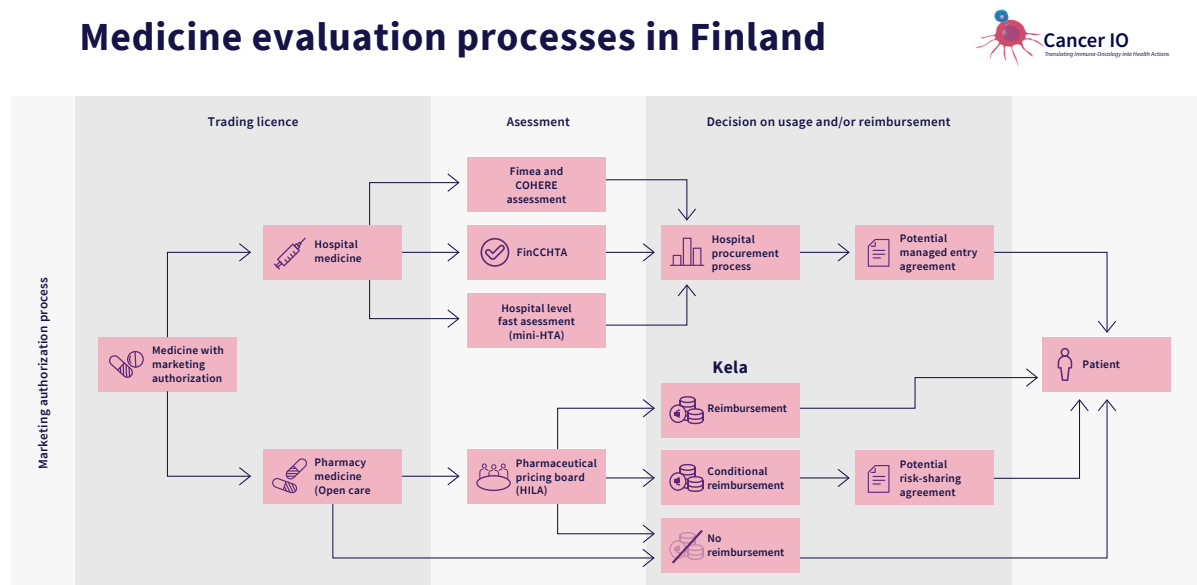 Medicine evaluation processes in Finland
Cancer IO
Translating Immuno-Oncology into Health Actions
Marketing authorization process
Trading licence
Asessment
Decision on usage and/or reimbursement
Medicine with
marketing
authorization
Hospital
medicine
Pharmacy
medicine
(Open care
Fimea and
COHERE
assessment
FinCCHTA
Hospital level
fast asessment
(mini-HTA)
Pharmaceutical
pricing board
(HILA)
Hospital
procurement
process
Potential
managed entry
agreement
Kela
Reimbursement
Conditional
reimbursement
Potential
risk-sharing
agreement
No
reimbursement
Patient